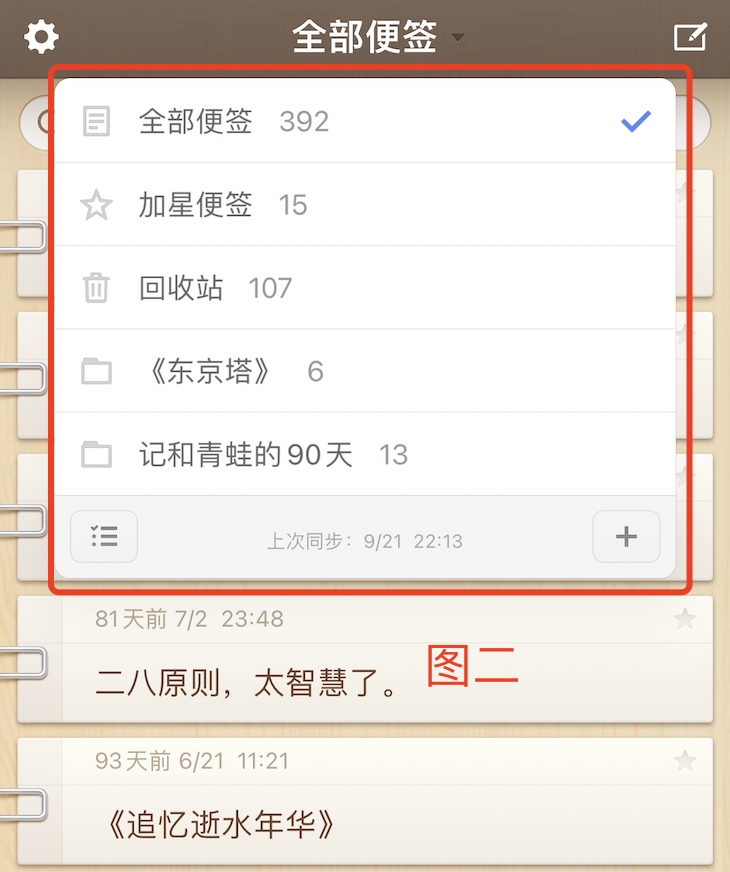 全部便签
全部便签 392
加星便签 15
回收站 107
《东京塔》 6
记和青蛙的90天 13
上次同步：9/21 22:13
81天前 7/2 23:48
二八原则，太智慧了。
图二
93天前 6/21 11:21
《追忆逝水年华》